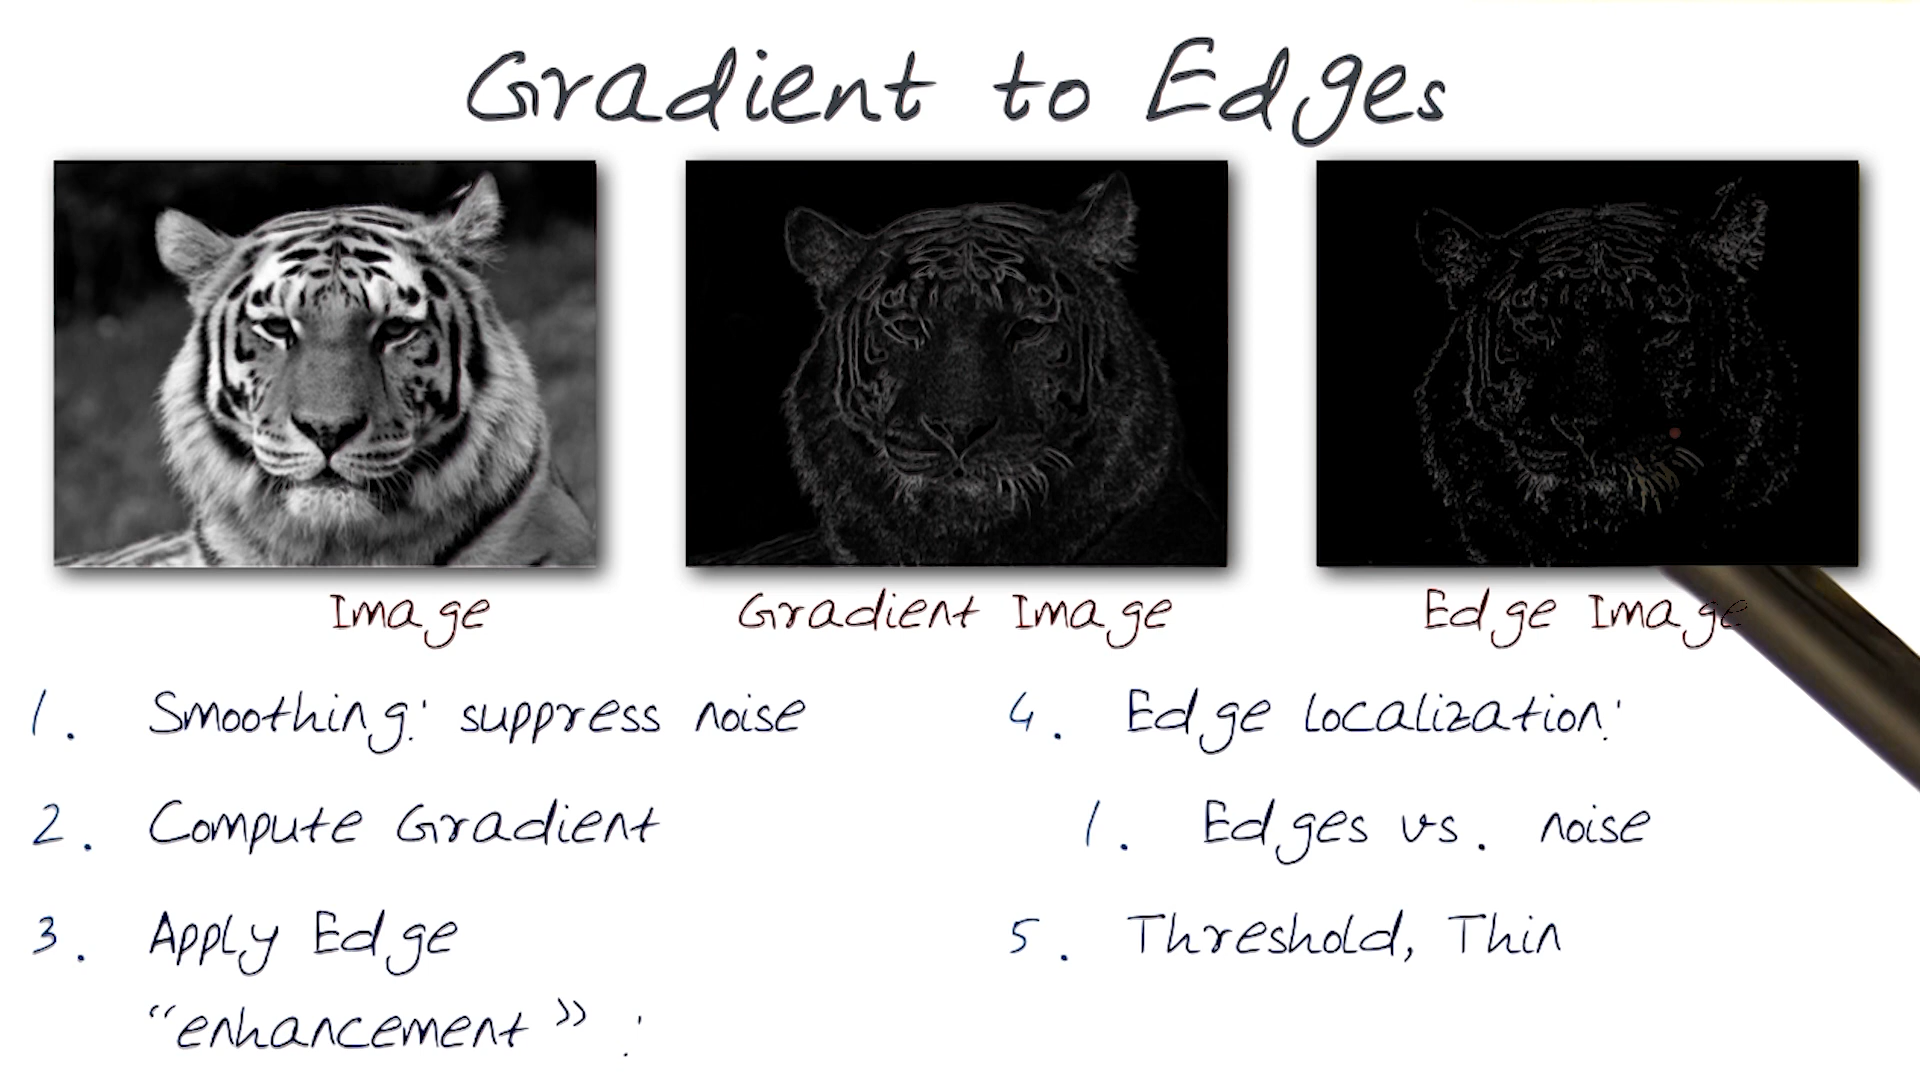 Gradient to Edges
Image
Gradient Image
Edge Image
1. Smoothing: suppress noise
2. Compute Gradient
3. Apply Edge
"enhancement" :
4. Edge localization:
1. Edges vs. noise
5. Threshold, Thin